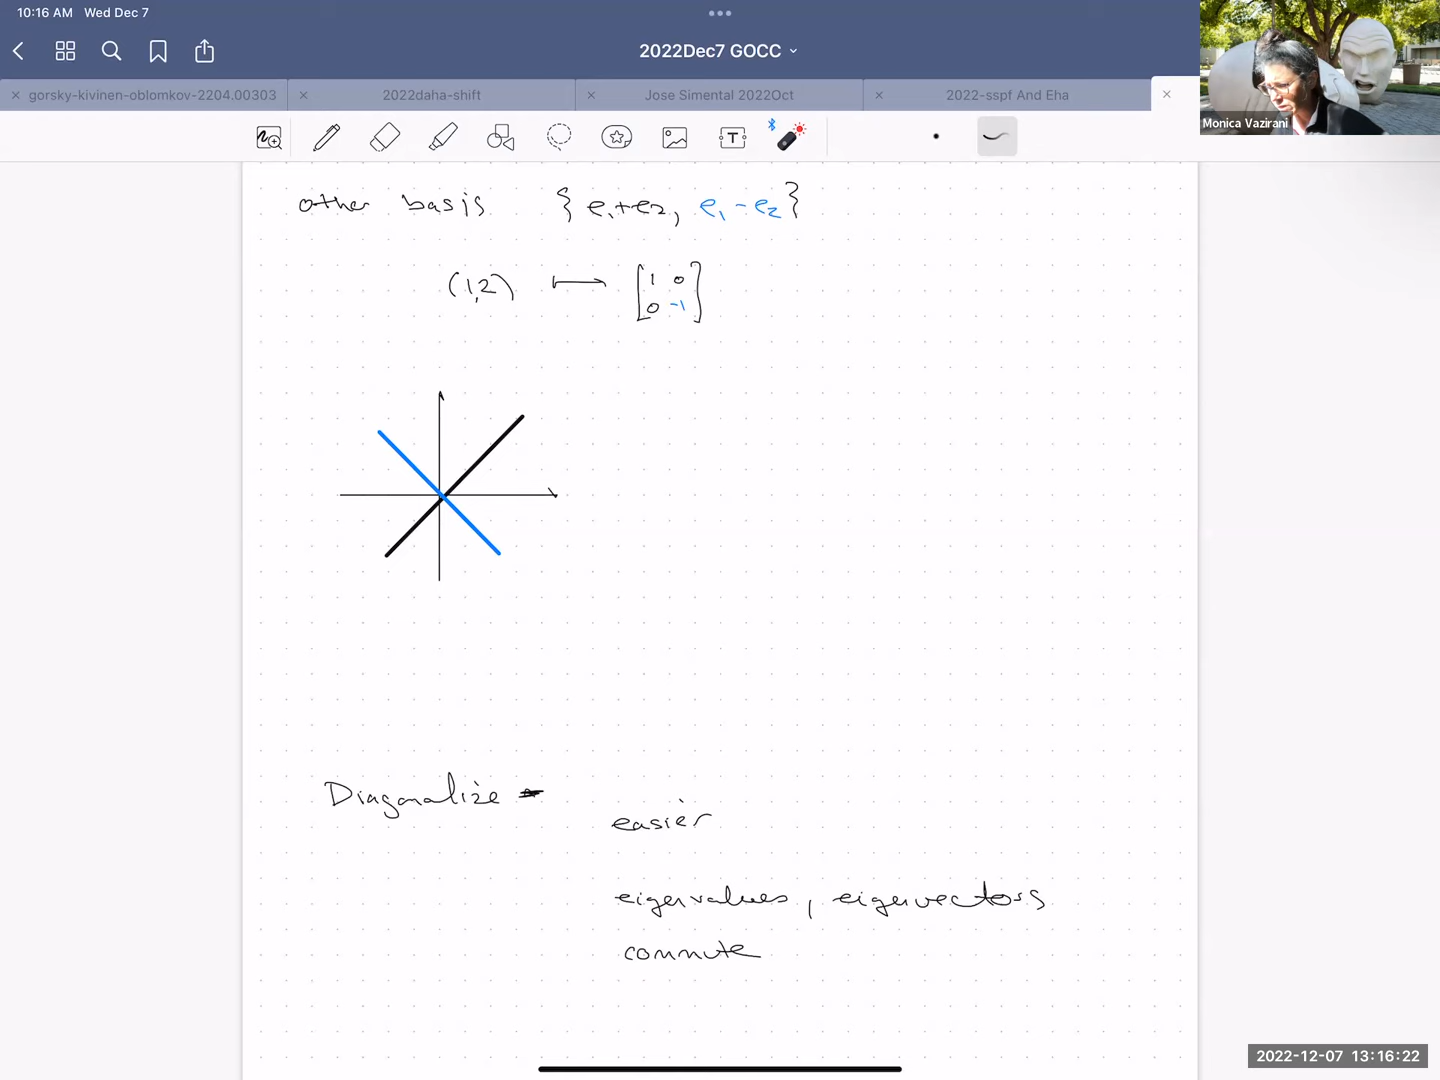 10:16 AM Wed Dec 7
2022Dec7 GOCC
gorsky-kivinen-oblomkov-2204.00303
2022daha-shift
Jose Simental 2022Oct
2022-sspf And Eha
T
Monica Vazirani
other basis { e₁+e₂, e₁-e₂ }
(1,2) ⟼ [1 0
0 -1]
Diagonalize -
easier
eigenvalues, eigenvectors
commute
2022-12-07 13:16:22